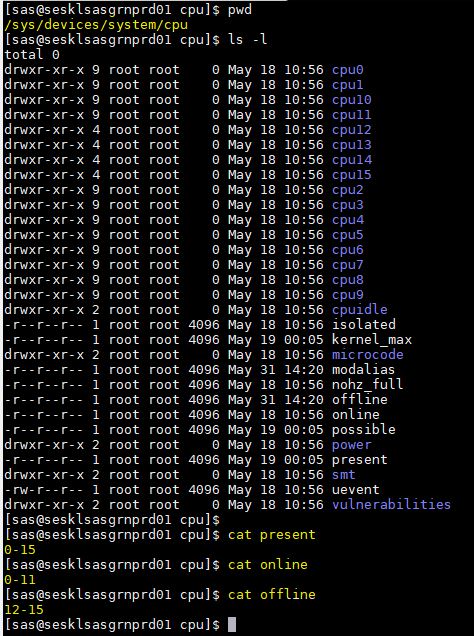 [sas@sesklsasgrnprd01 cpu]$ pwd
/sys/devices/system/cpu
[sas@sesklsasgrnprd01 cpu]$ ls -l
total 0
drwxr-xr-x 9 root root    0 May 18 10:56 cpu0
drwxr-xr-x 9 root root    0 May 18 10:56 cpu1
drwxr-xr-x 9 root root    0 May 18 10:56 cpu10
drwxr-xr-x 9 root root    0 May 18 10:56 cpu11
drwxr-xr-x 4 root root    0 May 18 10:56 cpu12
drwxr-xr-x 4 root root    0 May 18 10:56 cpu13
drwxr-xr-x 4 root root    0 May 18 10:56 cpu14
drwxr-xr-x 4 root root    0 May 18 10:56 cpu15
drwxr-xr-x 9 root root    0 May 18 10:56 cpu2
drwxr-xr-x 9 root root    0 May 18 10:56 cpu3
drwxr-xr-x 9 root root    0 May 18 10:56 cpu4
drwxr-xr-x 9 root root    0 May 18 10:56 cpu5
drwxr-xr-x 9 root root    0 May 18 10:56 cpu6
drwxr-xr-x 9 root root    0 May 18 10:56 cpu7
drwxr-xr-x 9 root root    0 May 18 10:56 cpu8
drwxr-xr-x 9 root root    0 May 18 10:56 cpu9
drwxr-xr-x 2 root root    0 May 18 10:56 cpuidle
-r--r--r-- 1 root root 4096 May 18 10:56 isolated
-r--r--r-- 1 root root 4096 May 19 00:05 kernel_max
drwxr-xr-x 2 root root    0 May 18 10:56 microcode
-r--r--r-- 1 root root 4096 May 31 14:20 modalias
-r--r--r-- 1 root root 4096 May 18 10:56 nohz_full
-r--r--r-- 1 root root 4096 May 31 14:20 offline
-r--r--r-- 1 root root 4096 May 18 10:56 online
-r--r--r-- 1 root root 4096 May 19 00:05 possible
drwxr-xr-x 2 root root    0 May 18 10:56 power
-r--r--r-- 1 root root 4096 May 19 00:05 present
drwxr-xr-x 2 root root    0 May 18 10:56 smt
-rw-r--r-- 1 root root 4096 May 18 10:56 uevent
drwxr-xr-x 2 root root    0 May 18 10:56 vulnerabilities
[sas@sesklsasgrnprd01 cpu]$
[sas@sesklsasgrnprd01 cpu]$ cat present
0-15
[sas@sesklsasgrnprd01 cpu]$ cat online
0-11
[sas@sesklsasgrnprd01 cpu]$ cat offline
12-15
[sas@sesklsasgrnprd01 cpu]$